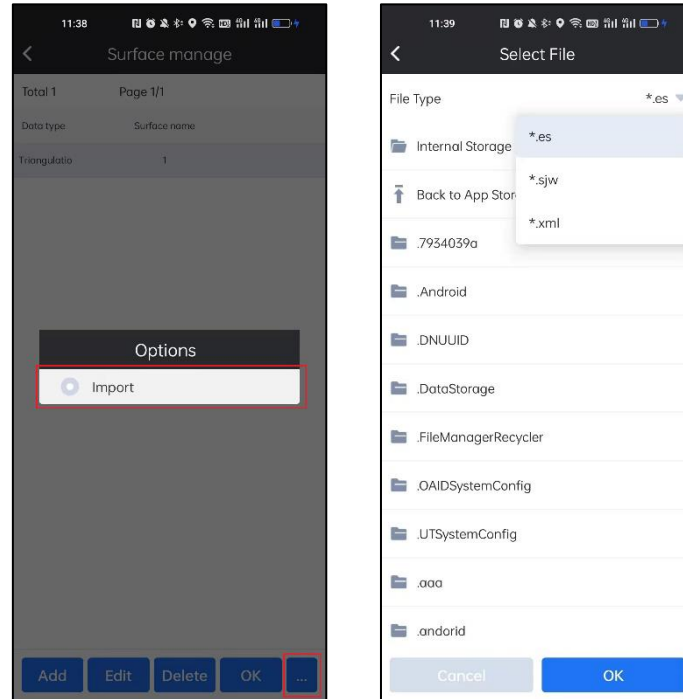 11:38
Surface manage
Total 1 Page 1/1
Data type Surface name
Triangulatio 1
Options
Import
Add Edit Delete OK ...
11:39
Select File
File Type *.es
*.es
Internal Storage
*.sjw
Back to App Stor
*.xml
.7934039a
.Android
.DNUUID
.DataStorage
.FileManagerRecycler
.OAIDSystemConfig
.UTSystemConfig
.aaa
.andorid
Cancel OK